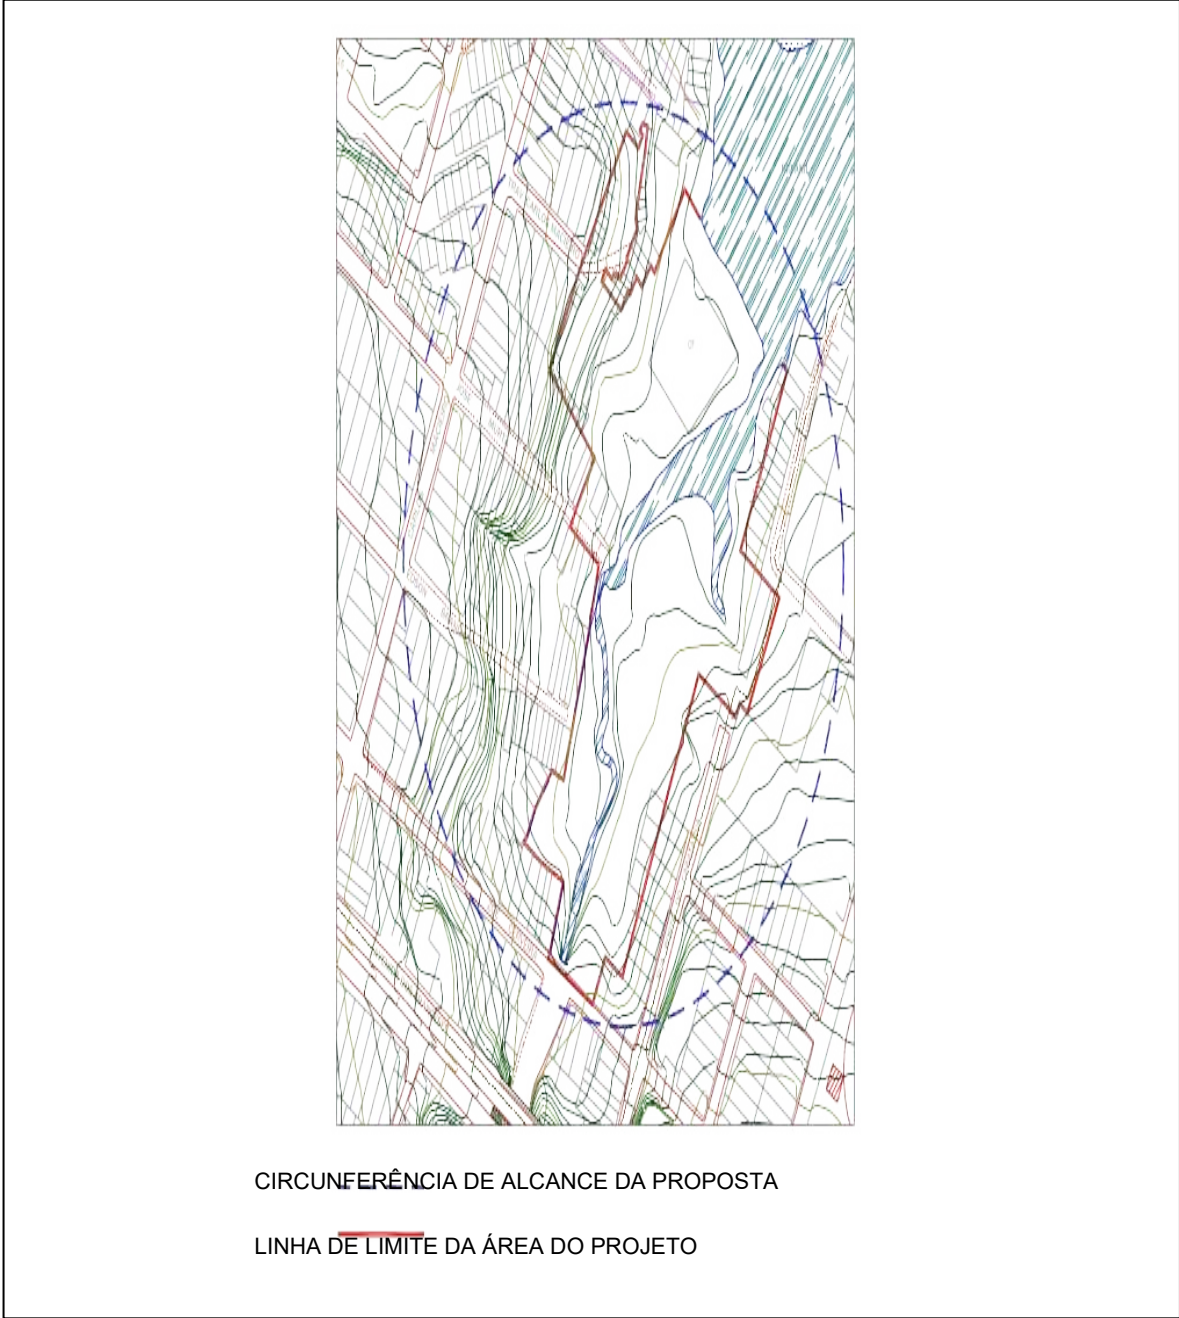 CIRCUNFERÊNCIA DE ALCANCE DA PROPOSTA
LINHA DE LIMITE DA ÁREA DO PROJETO